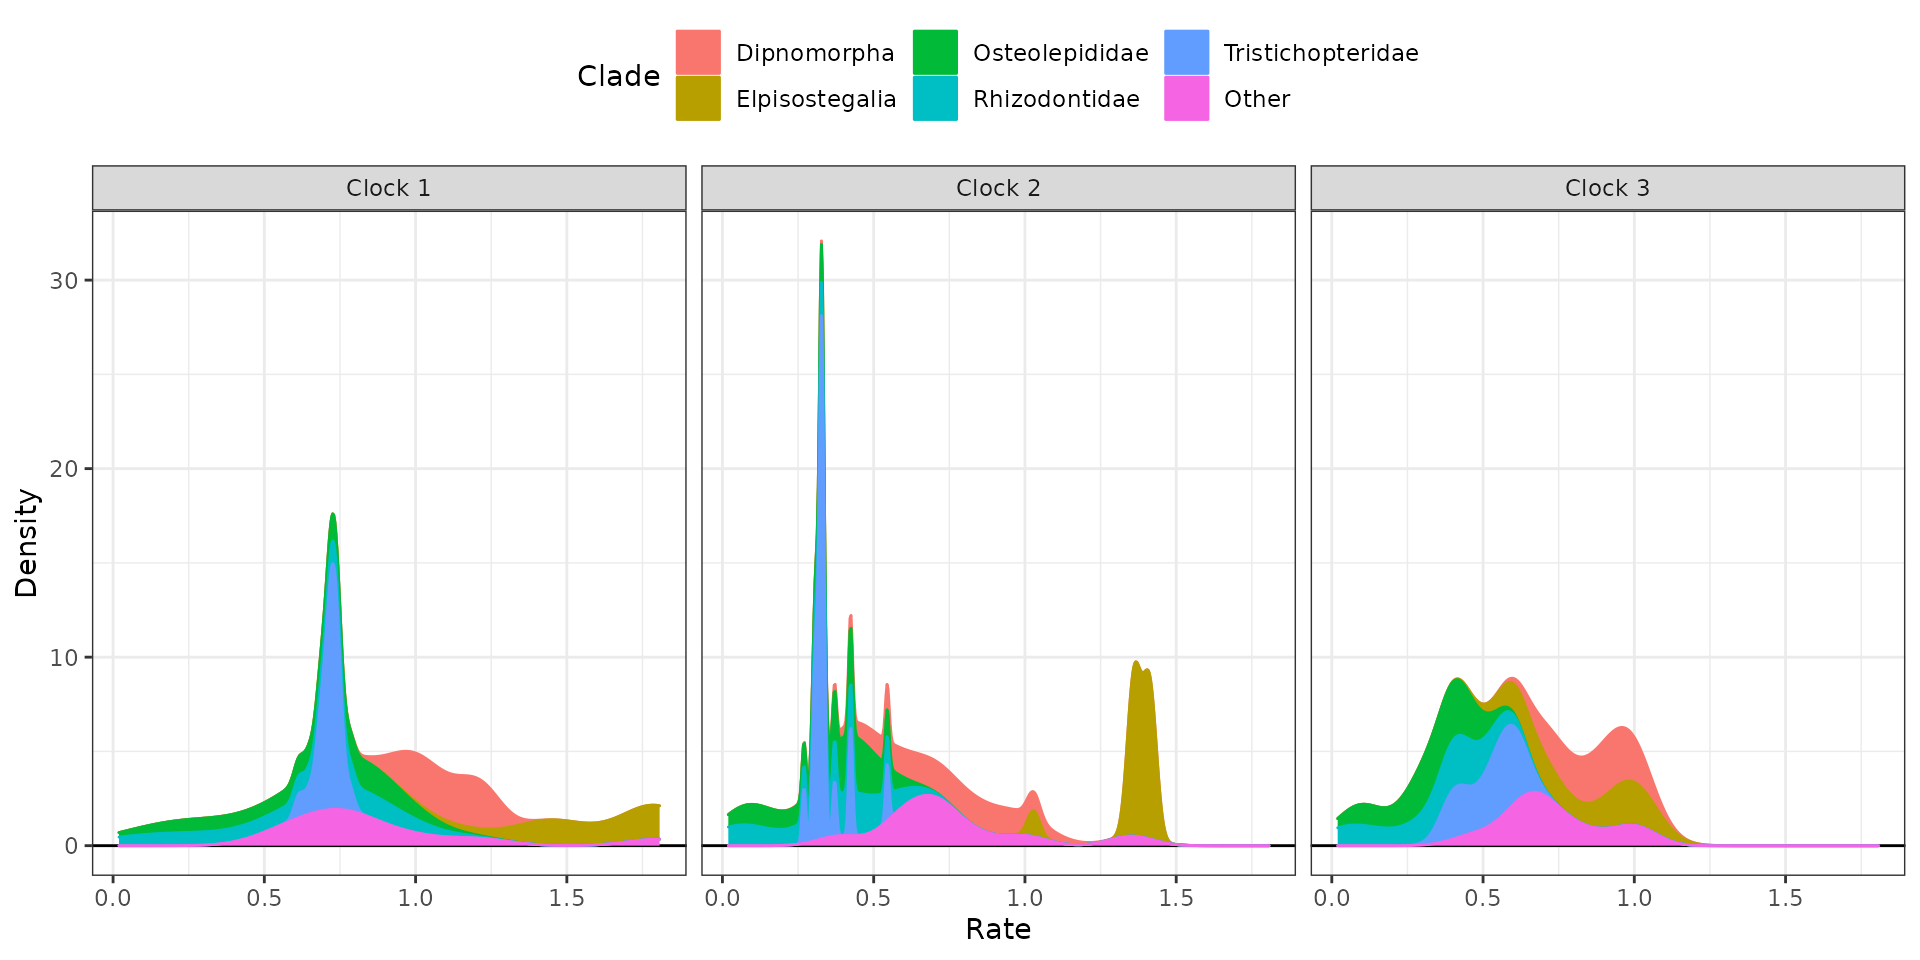 Clade
Dipnomorpha Osteolepididae Tristichopteridae
Elpisostegalia Rhizodontidae Other
Clock 1 Clock 2 Clock 3
Density
30
20
10
0
0.0 0.5 1.0 1.5 0.0 0.5 1.0 1.5 0.0 0.5 1.0 1.5
Rate